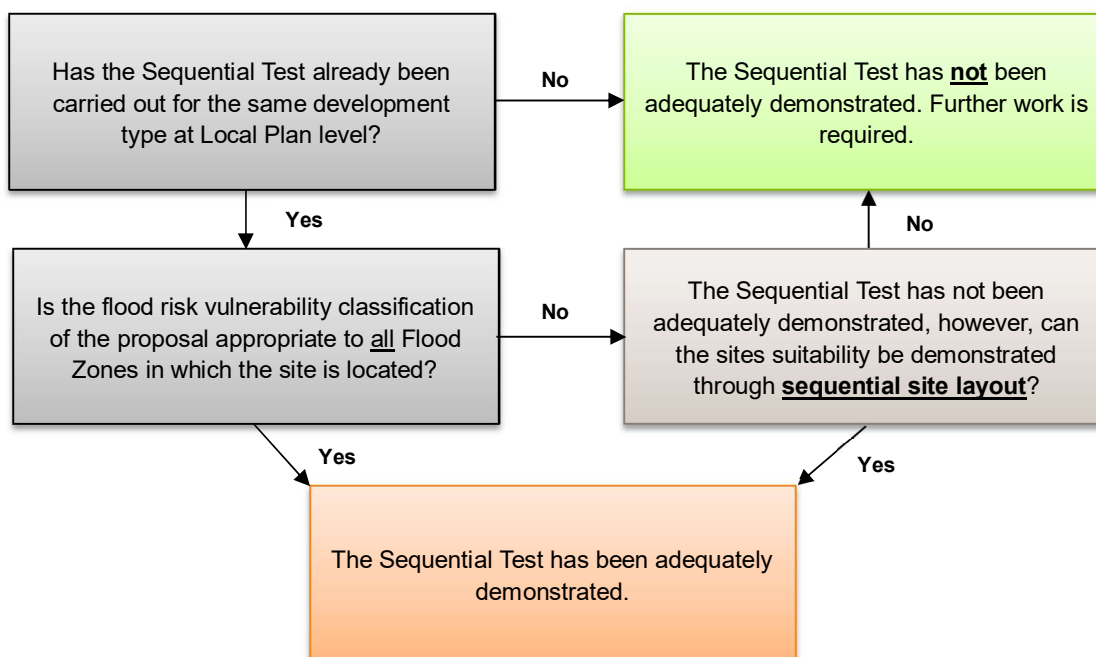 Has the Sequential Test already been
carried out for the same development
type at Local Plan level?
No
The Sequential Test has not been
adequately demonstrated. Further work is
required.
Yes
No
Is the flood risk vulnerability classification
of the proposal appropriate to all Flood
Zones in which the site is located?
No
The Sequential Test has not been
adequately demonstrated, however, can
the sites suitability be demonstrated
through sequential site layout?
Yes
Yes
The Sequential Test has been adequately
demonstrated.